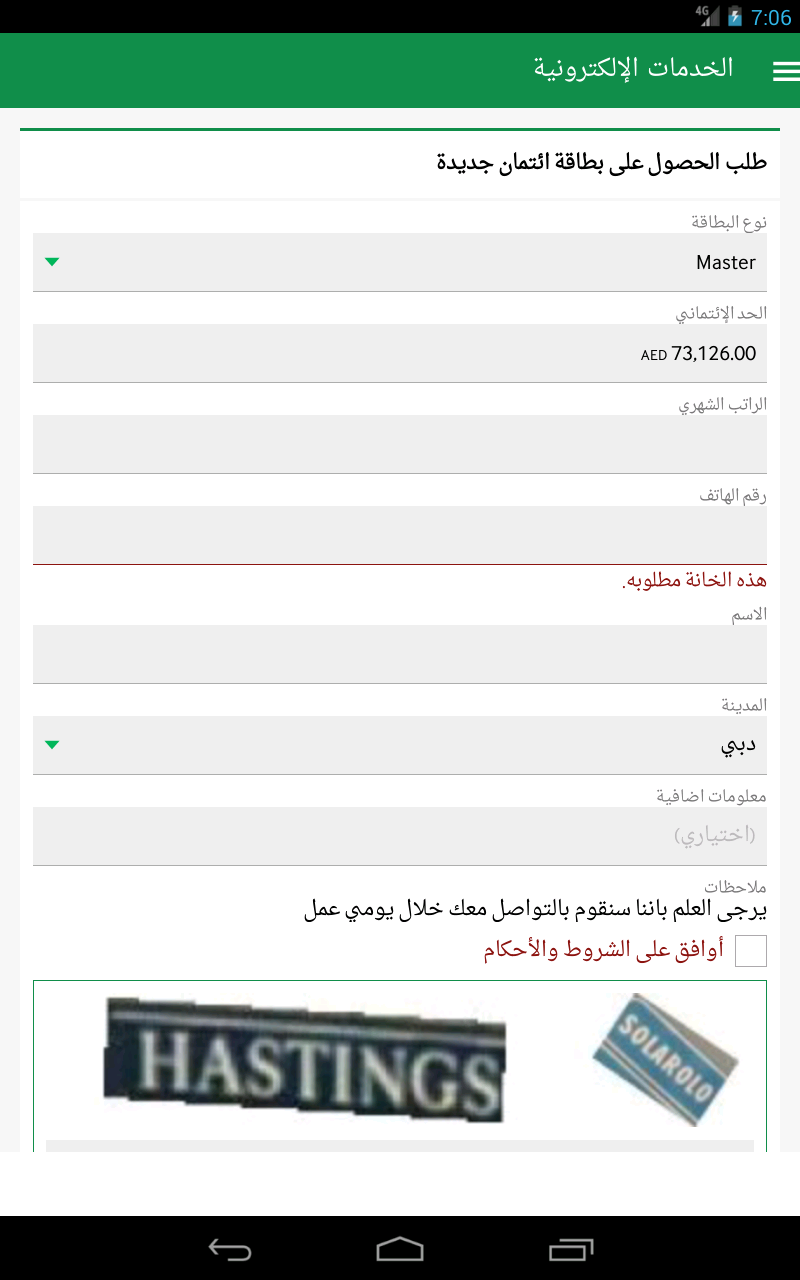 4G 7:06
الخدمات الإلكترونية
طلب الحصول على بطاقة ائتمان جديدة
نوع البطاقة
Master
الحد الإئتماني
AED 73,126.00
الراتب الشهري
رقم الهاتف
هذه الخانة مطلوبه.
الاسم
المدينة
دبي
معلومات اضافية
(اختياري)
ملاحظات
يرجى العلم باننا سنقوم بالتواصل معك خلال يومي عمل
أوافق على الشروط والأحكام
HASTINGS SOLAROLO